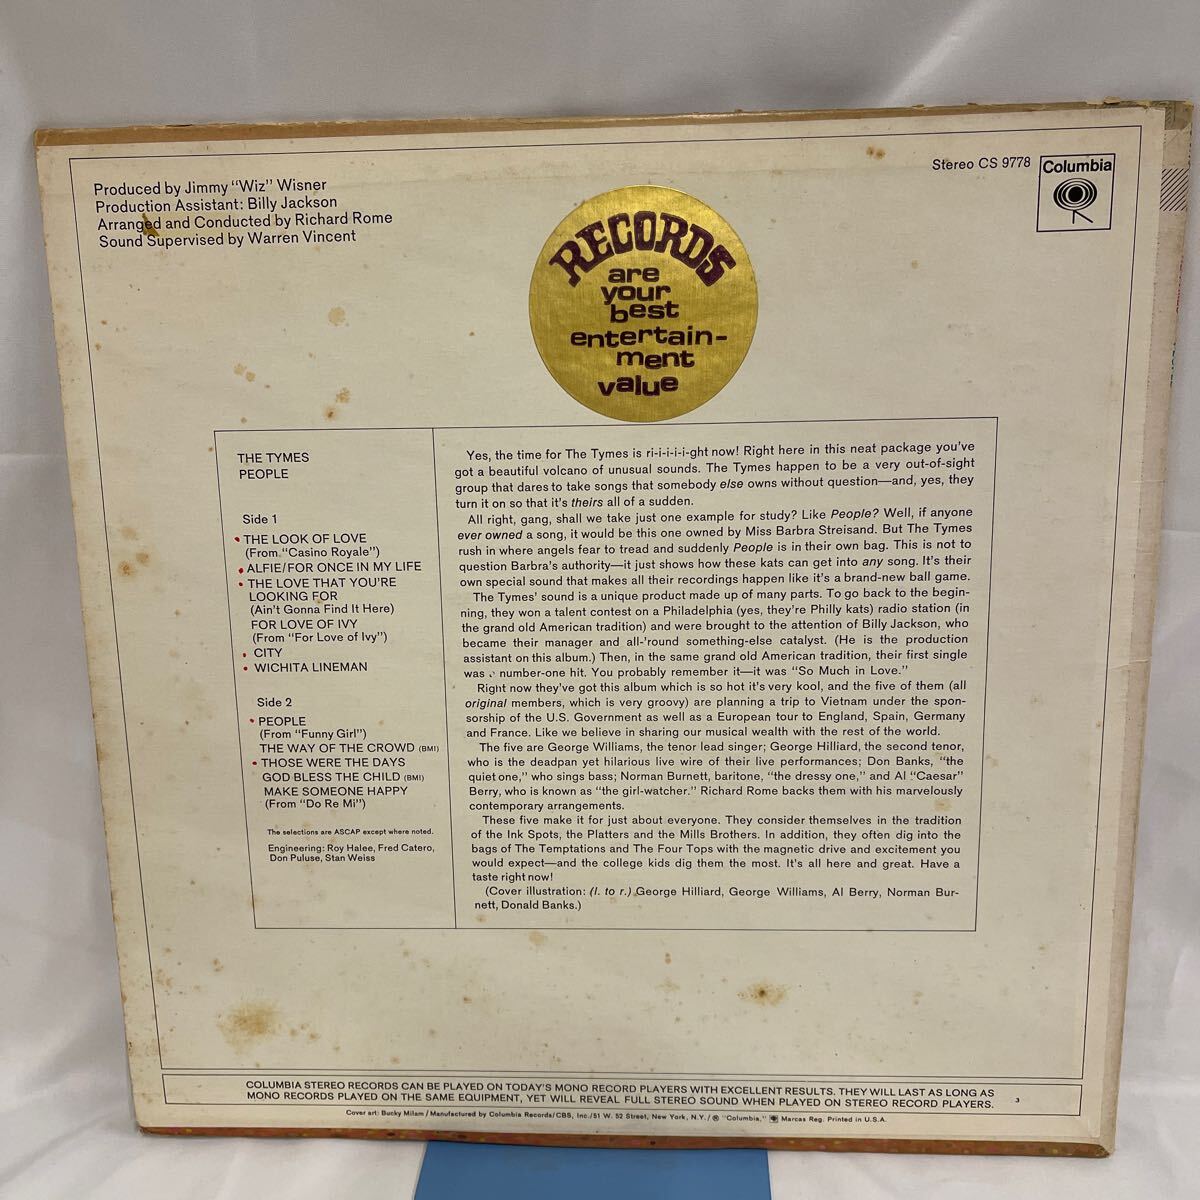 Produced by Jimmy “Wiz” Wisner
Production Assistant: Billy Jackson
Arranged and Conducted by Richard Rome
Sound Supervised by Warren Vincent
Stereo CS 9778
Columbia
RECORDS
are
your
best
entertain-
ment
value
THE TYMES
PEOPLE
Side 1
THE LOOK OF LOVE
(From “Casino Royale”)
ALFIE/FOR ONCE IN MY LIFE
THE LOVE THAT YOU'RE
LOOKING FOR
(Ain't Gonna Find It Here)
FOR LOVE OF IVY
(From “For Love of Ivy”)
CITY
WICHITA LINEMAN
Side 2
PEOPLE
(From “Funny Girl”)
THE WAY OF THE CROWD (BMI)
THOSE WERE THE DAYS
GOD BLESS THE CHILD (BMI)
MAKE SOMEONE HAPPY
(From “Do Re Mi”)
The selections are ASCAP except where noted.
Engineering: Roy Halee, Fred Catero,
Don Puluse, Stan Weiss
Yes, the time for The Tymes is ri-i-i-i-i-ght now! Right here in this neat package you've
got a beautiful volcano of unusual sounds. The Tymes happen to be a very out-of-sight
group that dares to take songs that somebody else owns without question—and, yes, they
turn it on so that it's theirs all of a sudden.
All right, gang, shall we take just one example for study? Like People? Well, if anyone
ever owned a song, it would be this one owned by Miss Barbra Streisand. But The Tymes
rush in where angels fear to tread and suddenly People is in their own bag. This is not to
question Barbra's authority—it just shows how these kats can get into any song. It's their
own special sound that makes all their recordings happen like it's a brand-new ball game.
The Tymes' sound is a unique product made up of many parts. To go back to the begin-
ning, they won a talent contest on a Philadelphia (yes, they're Philly kats) radio station (in
the grand old American tradition) and were brought to the attention of Billy Jackson, who
became their manager and all-'round something-else catalyst. (He is the production
assistant on this album.) Then, in the same grand old American tradition, their first single
was a number-one hit. You probably remember it—it was “So Much in Love.”
Right now they've got this album which is so hot it's very kool, and the five of them (all
original members, which is very groovy) are planning a trip to Vietnam under the spon-
sorship of the U.S. Government as well as a European tour to England, Spain, Germany
and France. Like we believe in sharing our musical wealth with the rest of the world.
The five are George Williams, the tenor lead singer; George Hilliard, the second tenor,
who is the deadpan yet hilarious live wire of their live performances; Don Banks, “the
quiet one,” who sings bass; Norman Burnett, baritone, “the dressy one,” and Al “Caesar”
Berry, who is known as “the girl-watcher.” Richard Rome backs them with his marvelously
contemporary arrangements.
These five make it for just about everyone. They consider themselves in the tradition
of the Ink Spots, the Platters and the Mills Brothers. In addition, they often dig into the
bags of The Temptations and The Four Tops with the magnetic drive and excitement you
would expect—and the college kids dig them the most. It's all here and great. Have a
taste right now!
(Cover illustration: (l. to r.) George Hilliard, George Williams, Al Berry, Norman Bur-
nett, Donald Banks.)
COLUMBIA STEREO RECORDS CAN BE PLAYED ON TODAY'S MONO RECORD PLAYERS WITH EXCELLENT RESULTS. THEY WILL LAST AS LONG AS
MONO RECORDS PLAYED ON THE SAME EQUIPMENT, YET WILL REVEAL FULL STEREO SOUND WHEN PLAYED ON STEREO RECORD PLAYERS. 3
Cover art: Bucky Milam/Manufactured by Columbia Records/CBS, Inc./51 W. 52 Street, New York, N.Y./® “Columbia,” Marcas Reg. Printed in U.S.A.